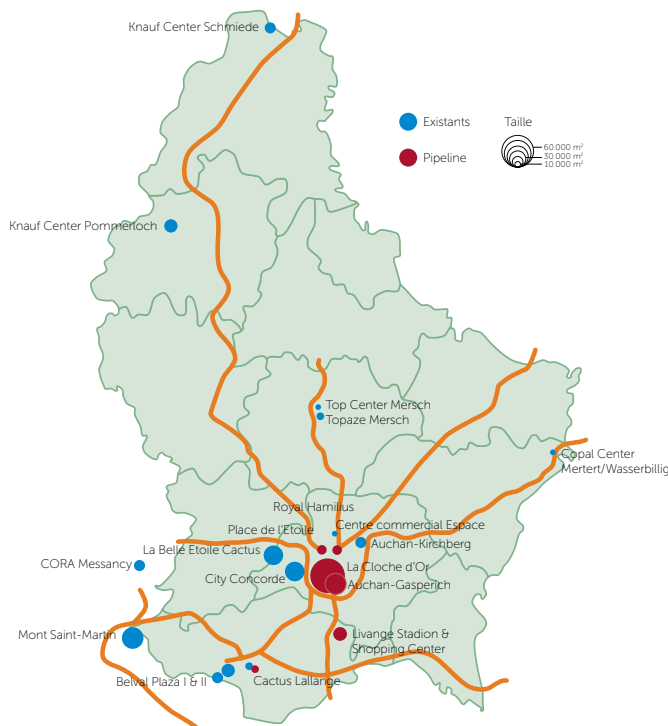 Knauf Center Schmiede
Existants
Taille
60.000 m²
30.000 m²
10.000 m²
Pipeline
Knauf Center Pommerloch
Top Center Mersch
Topaze Mersch
Copal Center
Mertert/Wasserbillig
Royal Hamilius
Place de l'Etoile
Centre commercial Espace
La Belle Etoile Cactus
Auchan-Kirchberg
CORA Messancy
La Cloche d'Or
City Concorde
Auchan-Gasperich
Mont Saint-Martin
Livange Stadion &
Shopping Center
Belval Plaza I & II
Cactus Lallange